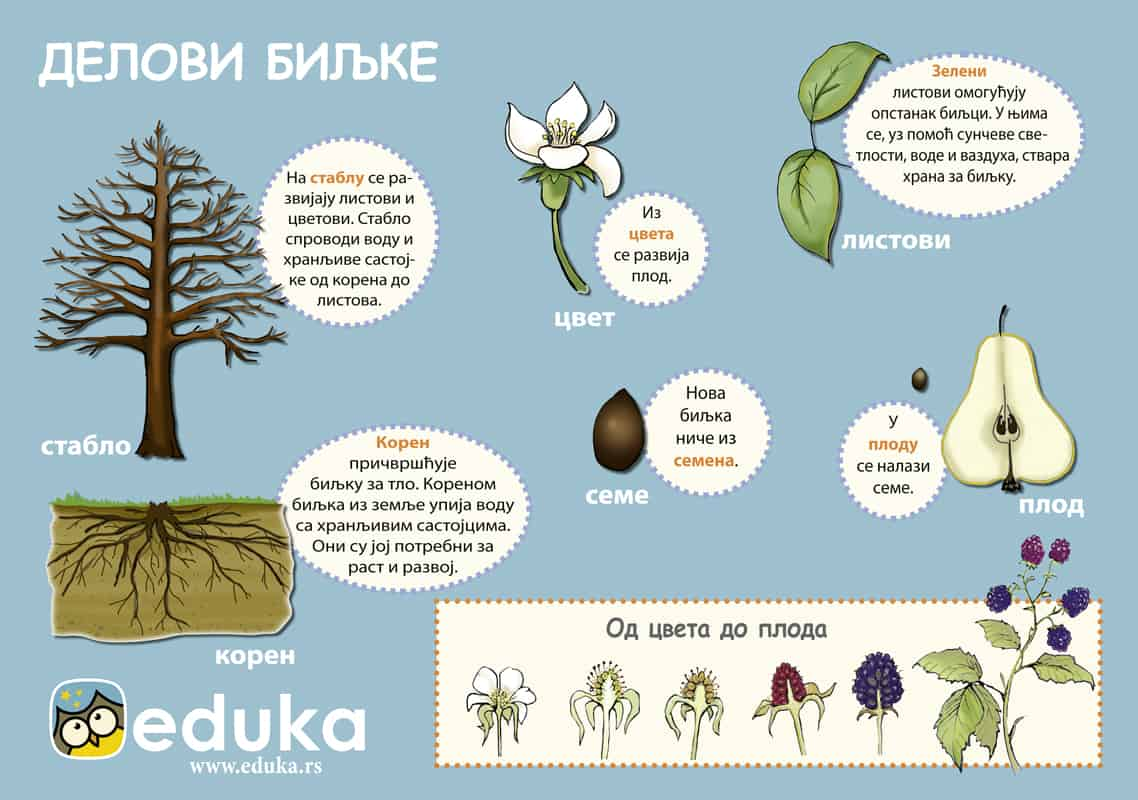 ДЕЛОВИ БИЉКЕ
На стаблу се ра-
звијају листови и
цветови. Стабло
спроводи воду и
хранљиве састој-
ке од корена до
листова.
стабло
Из
цвета
се развија
плод.
цвет
Зелени
листови омогућују
опстанак биљци. У њима
се, уз помоћ сунчеве све-
тлости, воде и ваздуха, ствара
храна за биљку.
листови
Корен
причвршћује
биљку за тло. Кореном
биљка из земље упија воду
са хранљивим састојцима.
Они су јој потребни за
раст и развој.
корен
Нова
биљка
ниче из
семена.
семе
У
плоду
се налази
семе.
плод
Од цвета до плода
eduka
www.eduka.rs